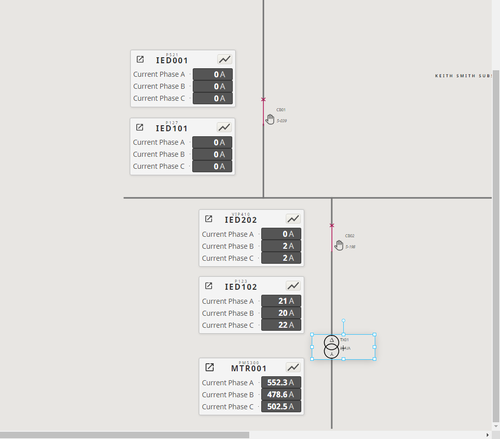 P521
IED001
Current Phase A 0 A
Current Phase B 0 A
Current Phase C 0 A
KEITH SMITH SUB
P127
IED101
Current Phase A 0 A
Current Phase B 0 A
Current Phase C 0 A
IED202
Current Phase A 0 A
Current Phase B 2 A
Current Phase C 2 A
IED102
Current Phase A 21 A
Current Phase B 20 A
Current Phase C 22 A
MTR001
Current Phase A 552.3 A
Current Phase B 478.6 A
Current Phase C 502.5 A